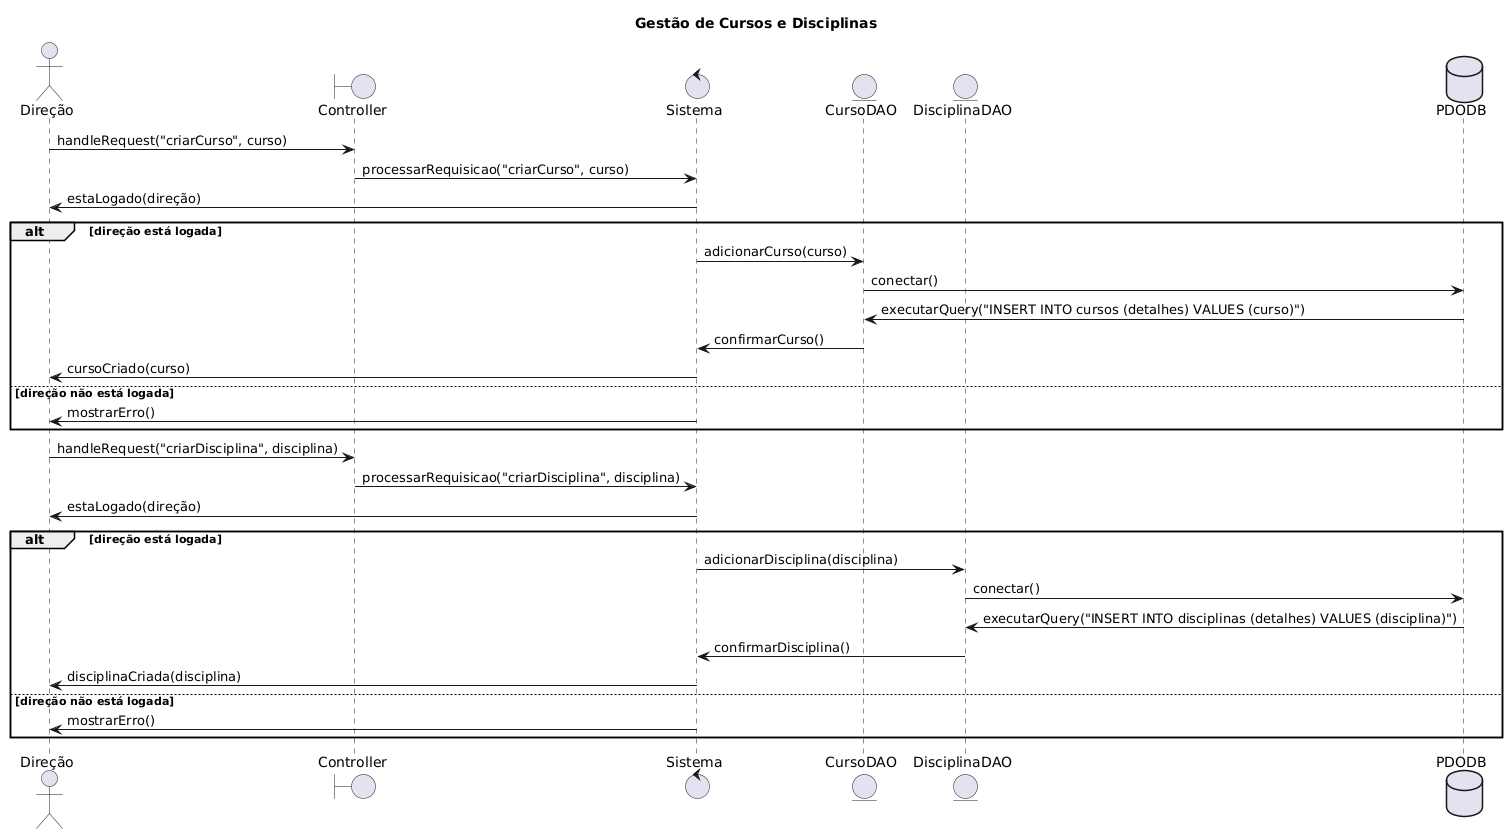 Gestão de Cursos e Disciplinas
Direção Controller Sistema CursoDAO DisciplinaDAO PDODB
handleRequest("criarCurso", curso)
processarRequisicao("criarCurso", curso)
estaLogado(direção)
alt [direção está logada]
adicionarCurso(curso)
conectar()
executarQuery("INSERT INTO cursos (detalhes) VALUES (curso)")
confirmarCurso()
cursoCriado(curso)
[direção não está logada]
mostrarErro()
handleRequest("criarDisciplina", disciplina)
processarRequisicao("criarDisciplina", disciplina)
estaLogado(direção)
alt [direção está logada]
adicionarDisciplina(disciplina)
conectar()
executarQuery("INSERT INTO disciplinas (detalhes) VALUES (disciplina)")
confirmarDisciplina()
disciplinaCriada(disciplina)
[direção não está logada]
mostrarErro()
Direção Controller Sistema CursoDAO DisciplinaDAO PDODB